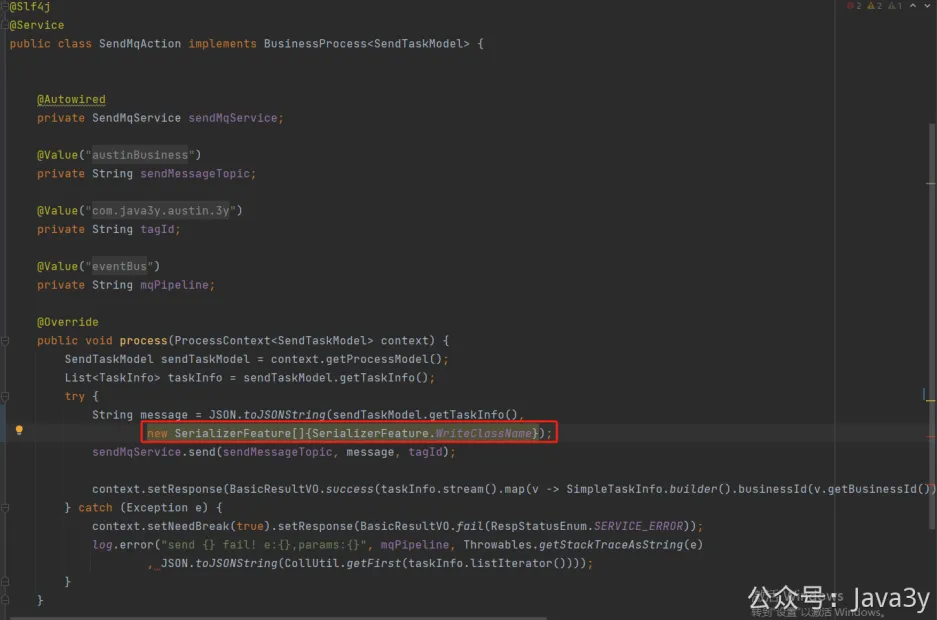 @Slf4j
2 2 1
@Service
public class SendMqAction implements BusinessProcess<SendTaskModel> {
@Autowired
private SendMqService sendMqService;
@Value("austinBusiness")
private String sendMessageTopic;
@Value("com.java3y.austin.3y")
private String tagId;
@Value("eventBus")
private String mqPipeline;
@Override
public void process(ProcessContext<SendTaskModel> context) {
SendTaskModel sendTaskModel = context.getProcessModel();
List<TaskInfo> taskInfo = sendTaskModel.getTaskInfo();
try {
String message = JSON.toJSONString(sendTaskModel.getTaskInfo(),
new SerializerFeature[]{SerializerFeature.WriteClassName});
sendMqService.send(sendMessageTopic, message, tagId);
context.setResponse(BasicResultVO.success(taskInfo.stream().map(v -> SimpleTaskInfo.builder().businessId(v.getBusinessId())
} catch (Exception e) {
context.setNeedBreak(true).setResponse(BasicResultVO.fail(RespStatusEnum.SERVICE_ERROR));
log.error("send {} fail! e:{},params:{}", mqPipeline, Throwables.getStackTraceAsString(e)
, JSON.toJSONString(CollUtil.getFirst(taskInfo.listIterator())));
}
}
激活 Windows
公众号：Java3y
转到"设置"以激活 Windows。